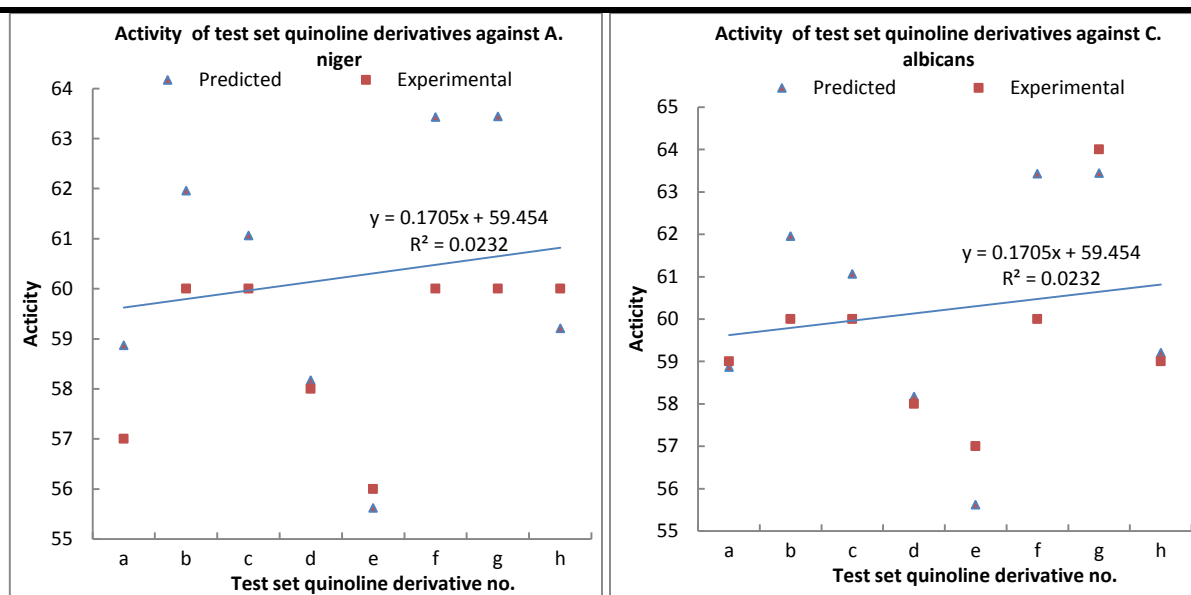 Activity of test set quinoline derivatives against A.
niger
Predicted
Experimental
64
63
62
61
60
59
58
57
56
55
Acticity
y = 0.1705x + 59.454
R² = 0.0232
a b c d e f g h
Test set quinoline derivative no.
Activity of test set quinoline derivatives against C.
albicans
Predicted
Experimental
65
64
63
62
61
60
59
58
57
56
55
Acticity
y = 0.1705x + 59.454
R² = 0.0232
a b c d e f g h
Test set quinoline derivative no.